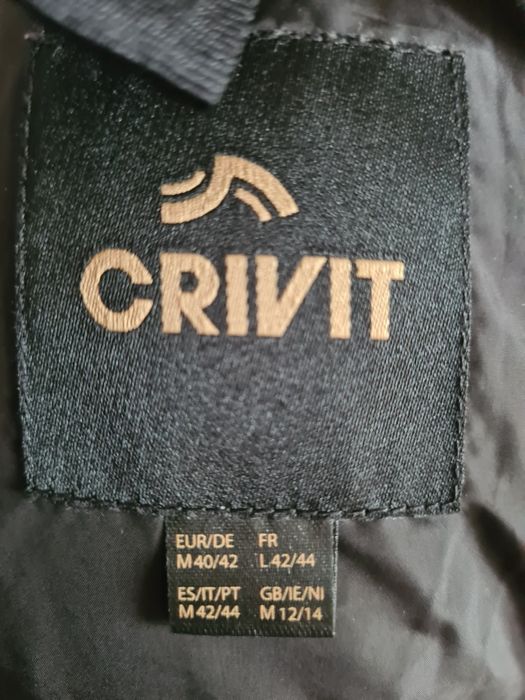 CRIVIT
EUR/DE FR
M 40/42 L 42/44
ES/IT/PT GB/IE/NI
M 42/44 M 12/14